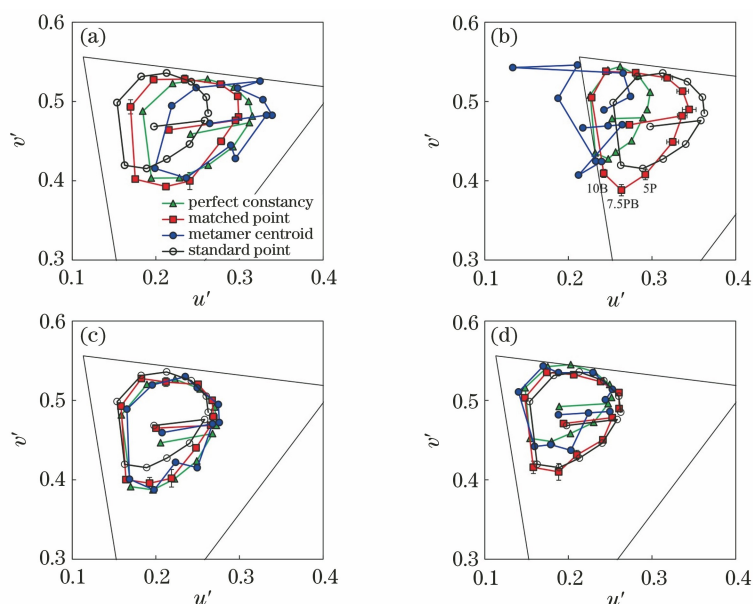 (a)
0.6
0.5
0.4
0.3
v′
0.1
0.2
0.3
0.4
u′
perfect constancy
matched point
metamer centroid
standard point
(b)
0.6
0.5
0.4
0.3
v′
10B
7.5PB
5P
0.1
0.2
0.3
0.4
u′
(c)
0.6
0.5
0.4
0.3
v′
0.1
0.2
0.3
0.4
u′
(d)
0.6
0.5
0.4
0.3
v′
0.1
0.2
0.3
0.4
u′